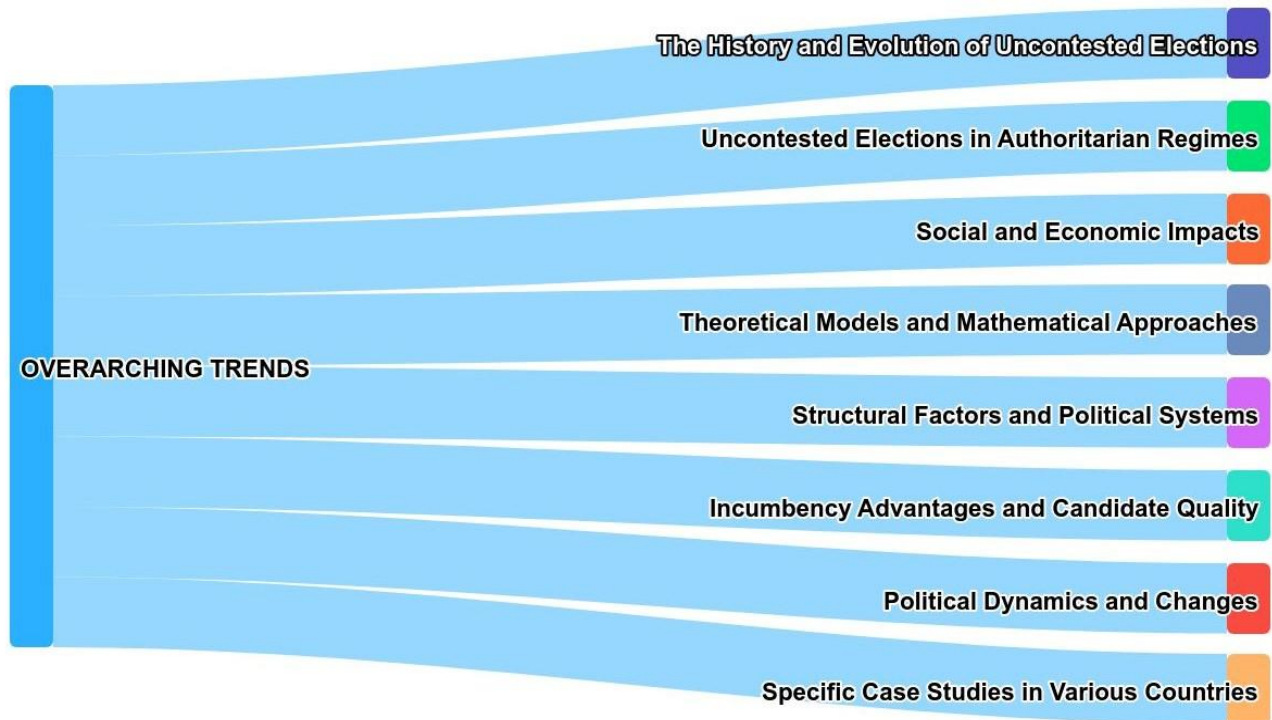 The History and Evolution of Uncontested Elections
Uncontested Elections in Authoritarian Regimes
Social and Economic Impacts
Theoretical Models and Mathematical Approaches
OVERARCHING TRENDS
Structural Factors and Political Systems
Incumbency Advantages and Candidate Quality
Political Dynamics and Changes
Specific Case Studies in Various Countries